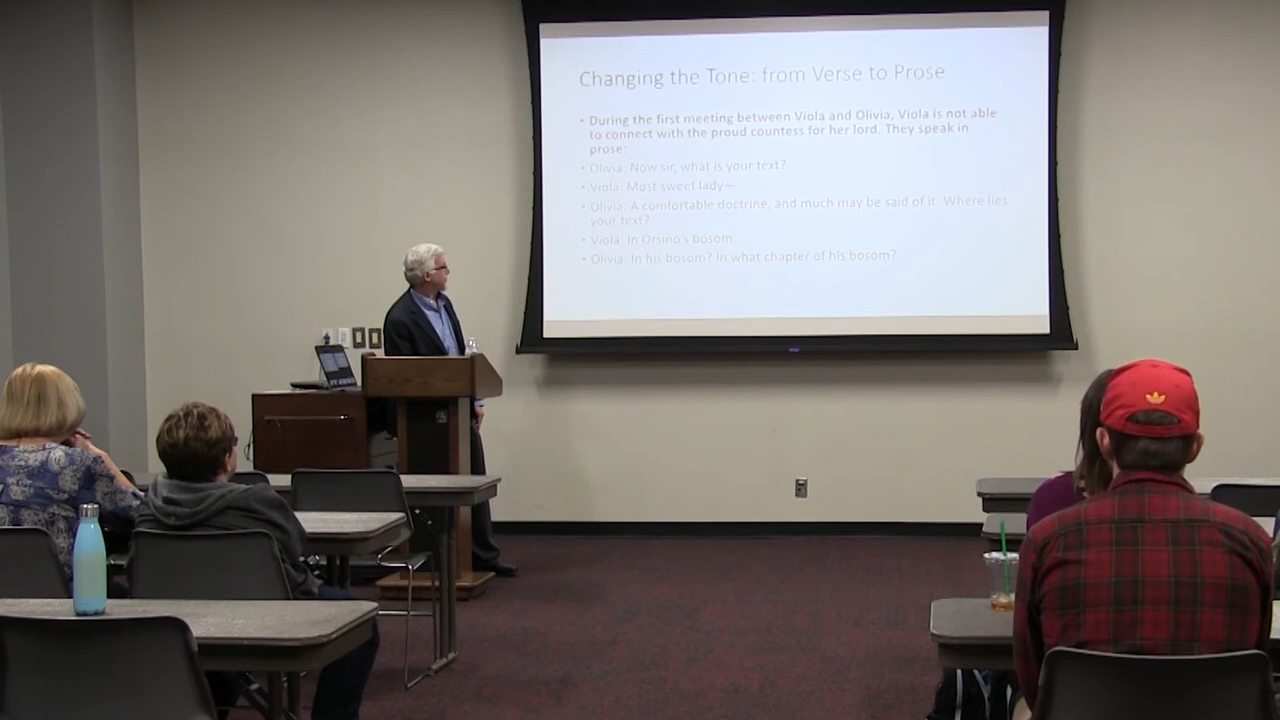 Changing the Tone: from Verse to Prose
• During the first meeting between Viola and Olivia, Viola is not able
to connect with the proud countess for her lord. They speak in
prose:
• Olivia: Now sir, what is your text?
• Viola: Most sweet lady—
• Olivia: A comfortable doctrine, and much may be said of it. Where lies
your text?
• Viola: In Orsino's bosom.
• Olivia: In his bosom? In what chapter of his bosom?